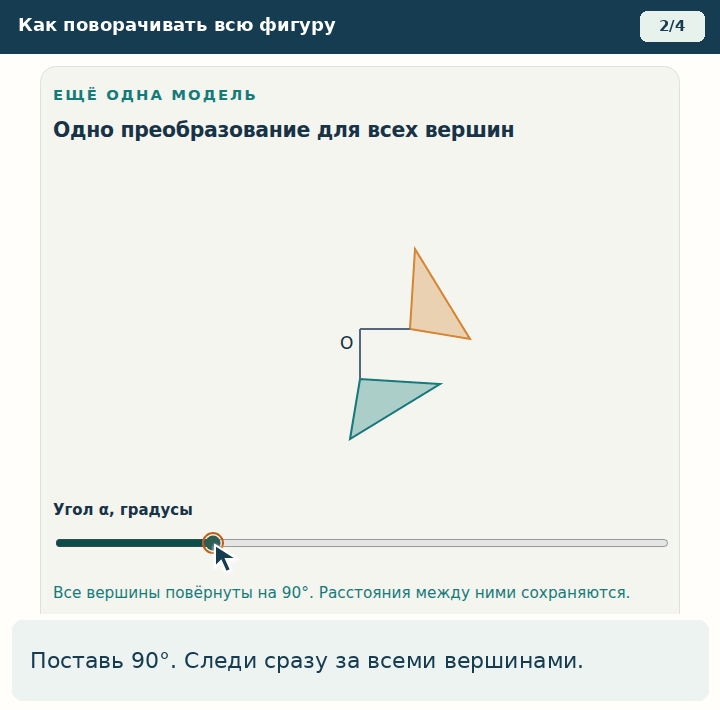 Как поворачивать всю фигуру
2/4
ЕЩЁ ОДНА МОДЕЛЬ
Одно преобразование для всех вершин
O
Угол α, градусы
Все вершины повёрнуты на 90°. Расстояния между ними сохраняются.
Поставь 90°. Следи сразу за всеми вершинами.